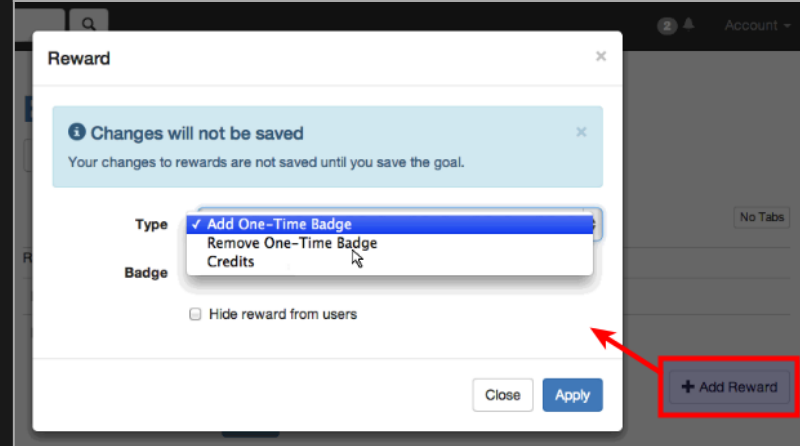 2
Account
Reward
×
Changes will not be saved
×
Your changes to rewards are not saved until you save the goal.
No Tabs
Type
✓ Add One-Time Badge
Remove One-Time Badge
Credits
Badge
Hide reward from users
+ Add Reward
Close
Apply